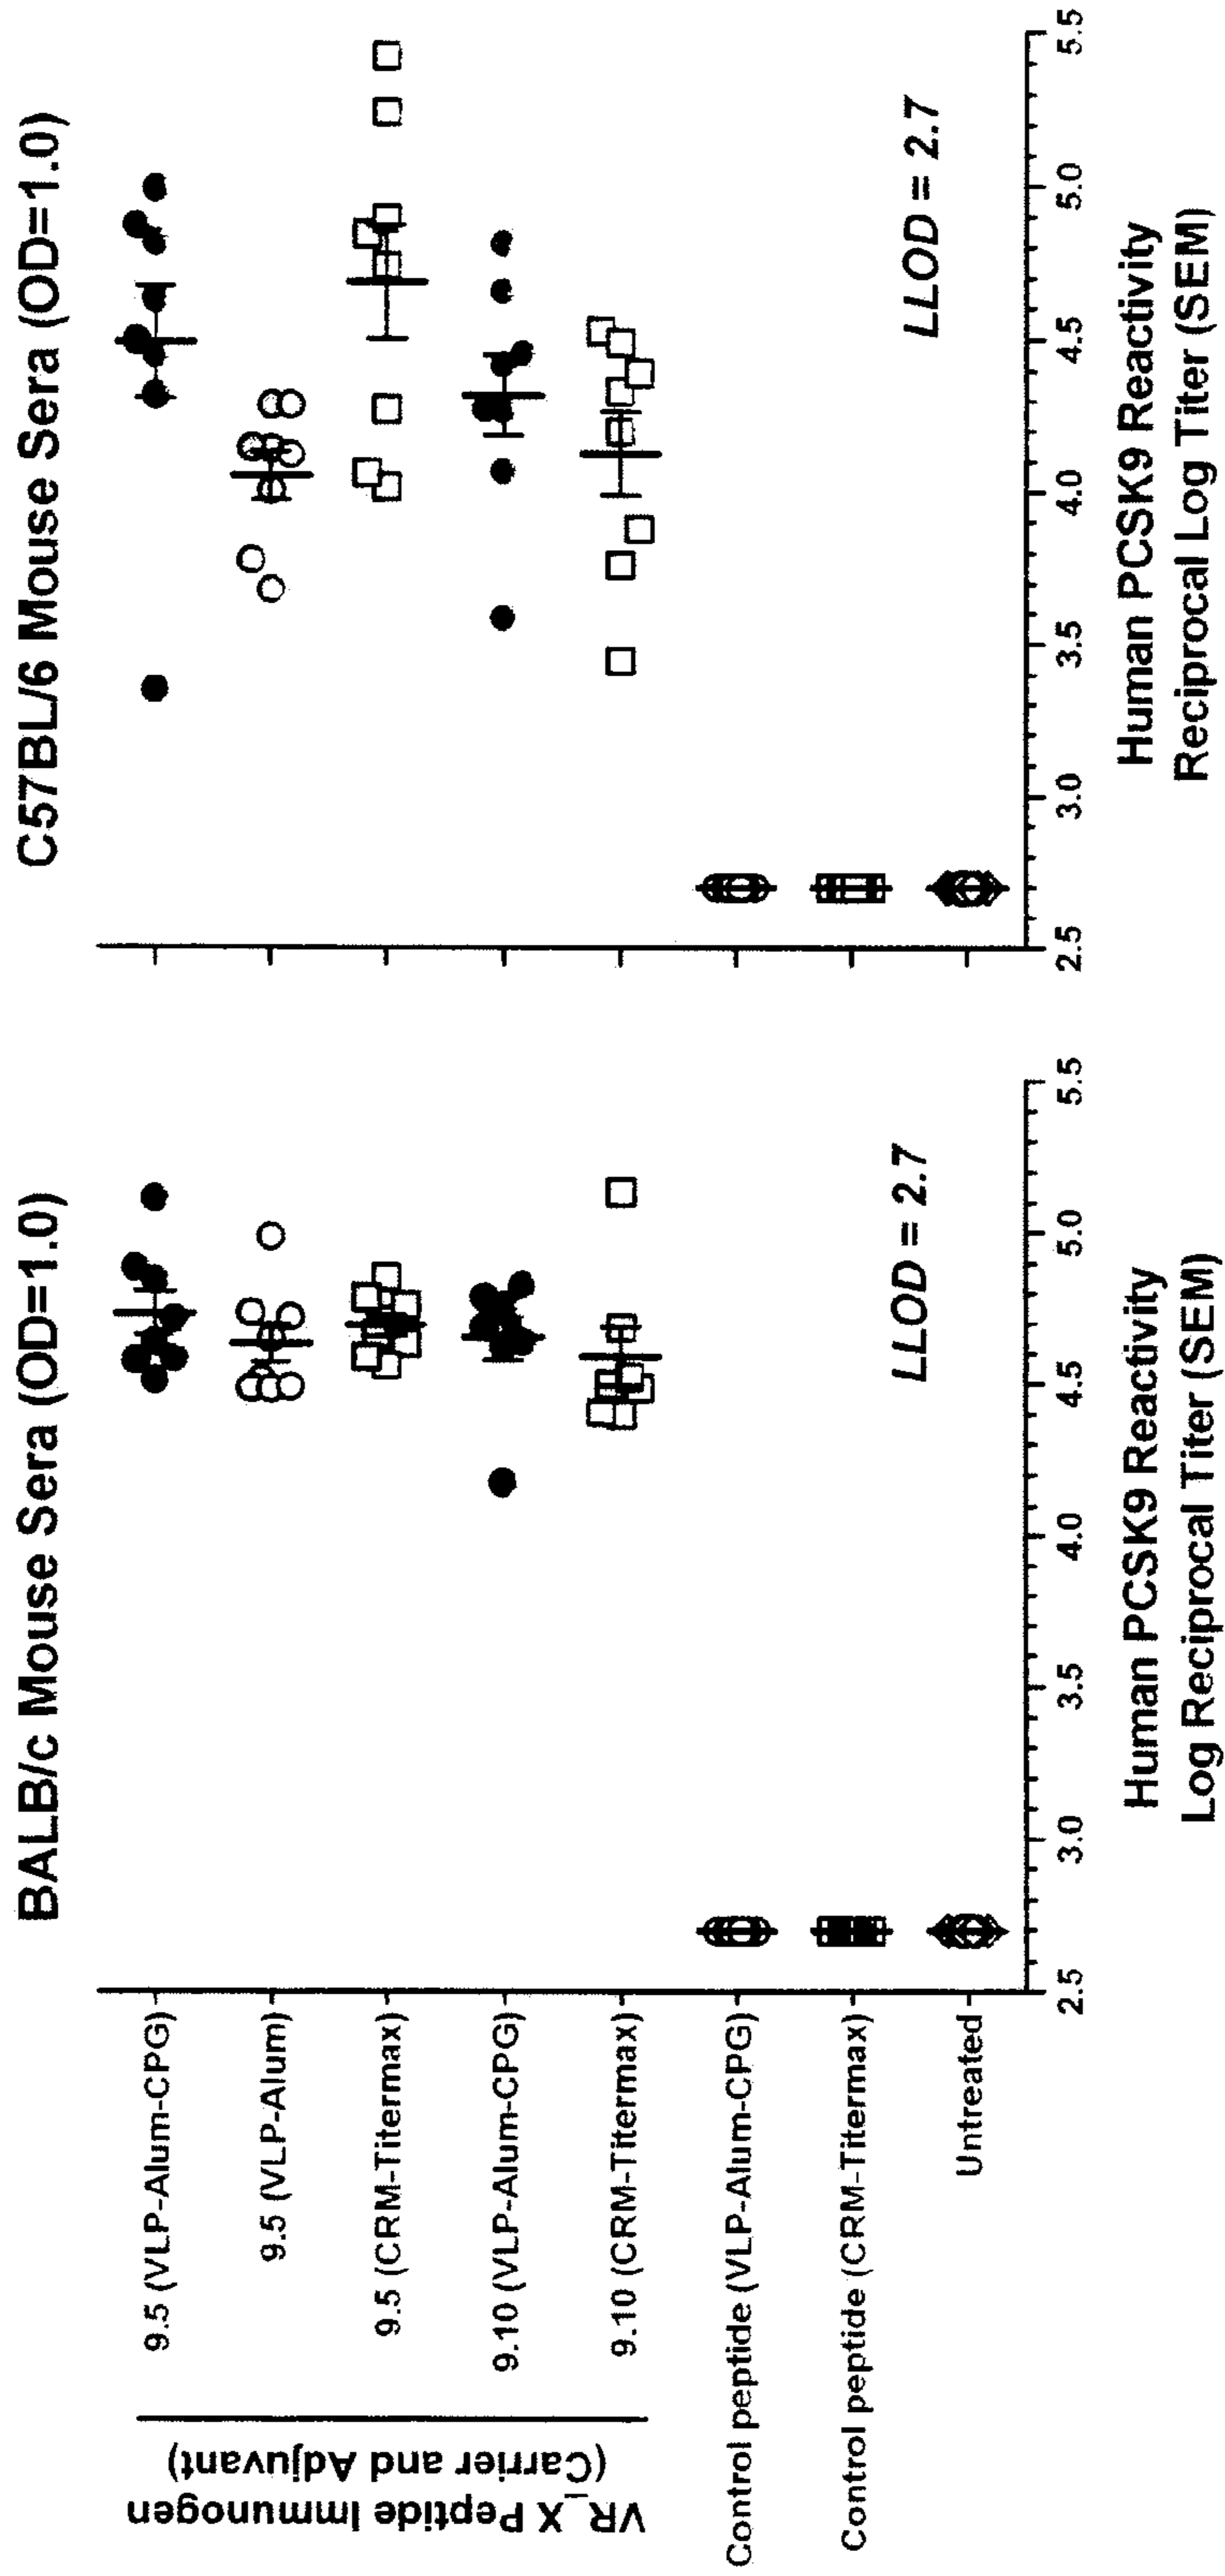 BALB/c Mouse Sera (OD=1.0)
C57BL/6 Mouse Sera (OD=1.0)
VR_X Peptide Immunogen
(Carrier and Adjuvant)
9.5 (VLP-Alum-CPG)
9.5 (VLP-Alum)
9.5 (CRM-Titermax)
9.10 (VLP-Alum-CPG)
9.10 (CRM-Titermax)
Control peptide (VLP-Alum-CPG)
Control peptide (CRM-Titermax)
Untreated
LLOD = 2.7
2.5 3.0 3.5 4.0 4.5 5.0 5.5
Human PCSK9 Reactivity
Log Reciprocal Titer (SEM)
LLOD = 2.7
2.5 3.0 3.5 4.0 4.5 5.0 5.5
Human PCSK9 Reactivity
Reciprocal Log Titer (SEM)